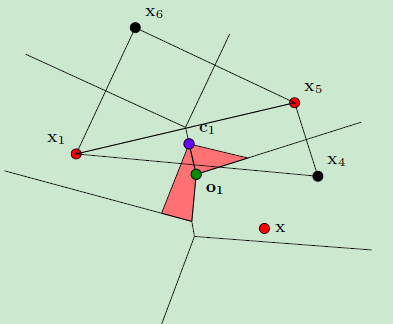 x₆
x₅
c₁
x₁
x₄
o₁
x